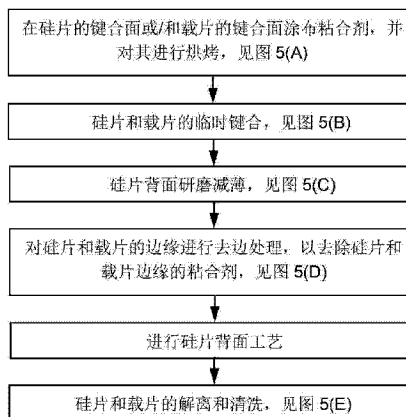 在硅片的键合面或/和载片的键合面涂布粘合剂，并
对其进行烘烤，见图 5(A)
硅片和载片的临时键合，见图 5(B)
硅片背面研磨减薄，见图 5(C)
对硅片和载片的边缘进行去边处理，以去除硅片和
载片边缘的粘合剂，见图 5(D)
进行硅片背面工艺
硅片和载片的解离和清洗，见图 5(E)